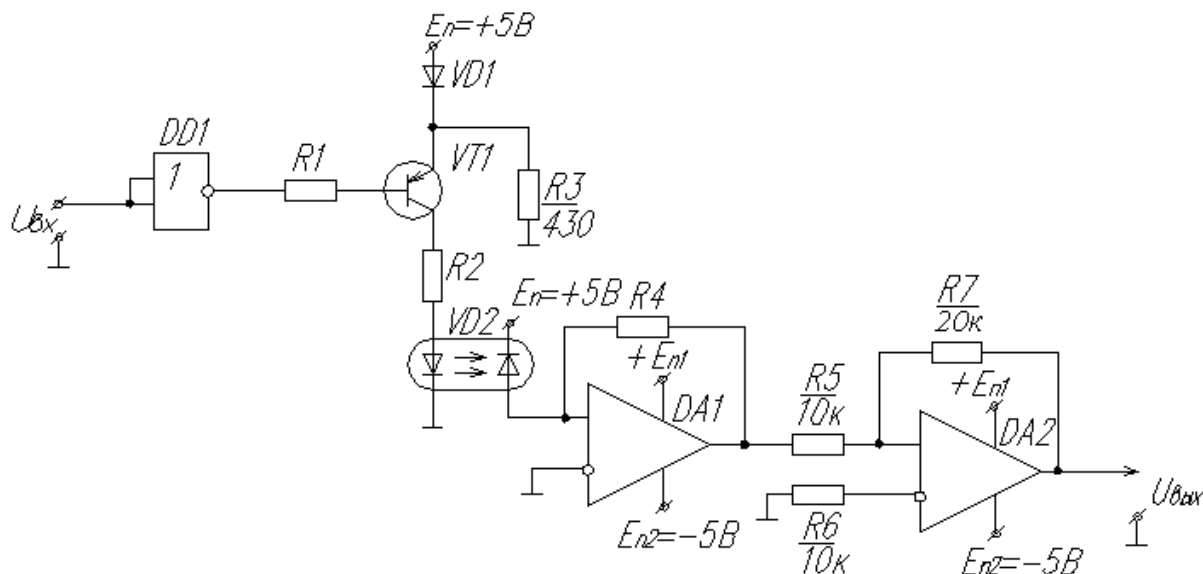 Eп=+5В
VD1
DD1
1
R1
VT1
R3
430
Uвх
R2
Eп=+5В
R4
VD2
+Eп1
DA1
R5
10к
R7
20к
+Eп1
DA2
R6
10к
Eп2=-5В
Eп2=-5В
Uвых